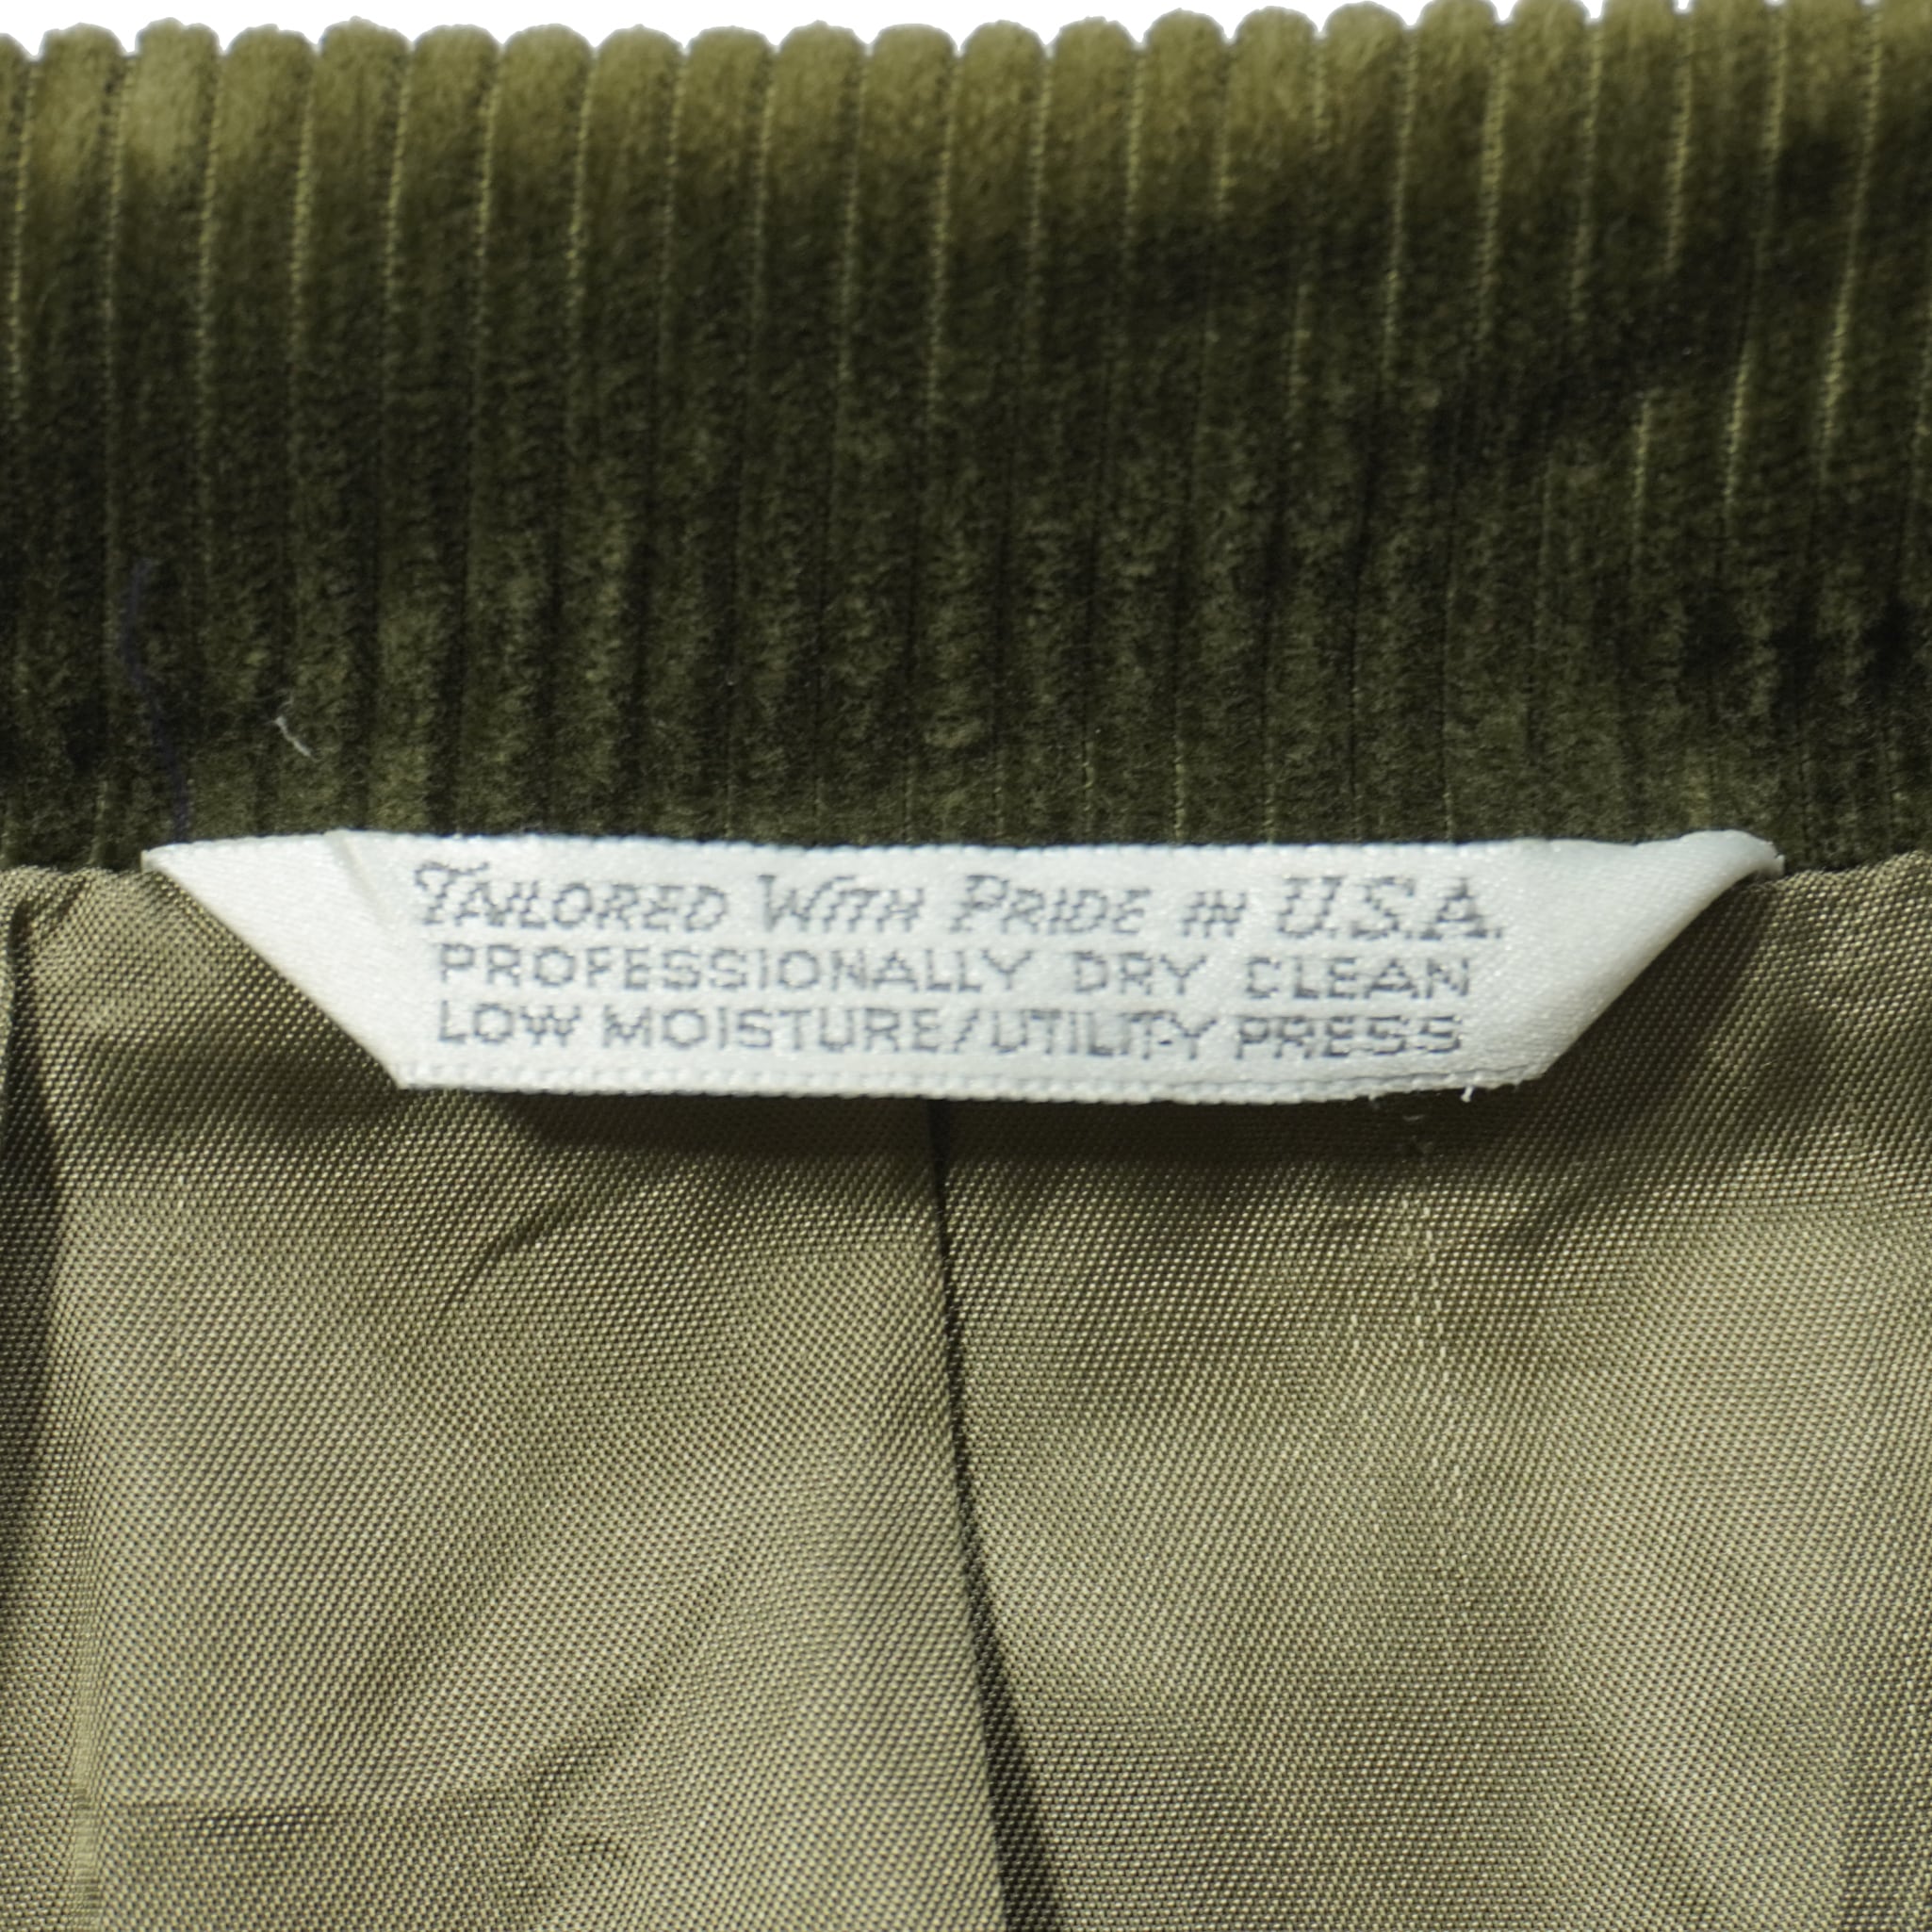 Tailored With Pride in U.S.A.
PROFESSIONALLY DRY CLEAN
LOW MOISTURE/UTILITY PRESS